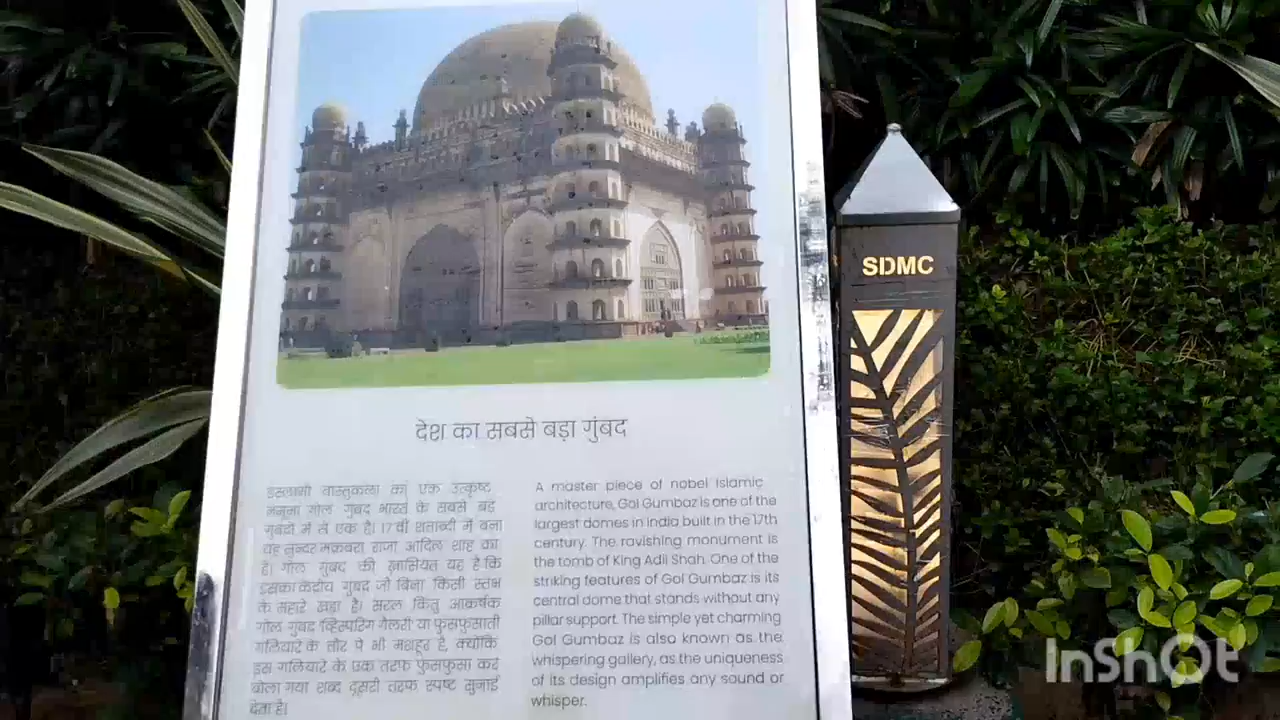 SDMC
देश का सबसे बड़ा गुंबद
इस्लामी वास्तुकला का एक उत्कृष्ट
नमूना गोल गुंबद भारत के सबसे बड़े
गुंबदों में से एक है। 17वीं शताब्दी में बना
यह सुन्दर मक़बरा राजा आदिल शाह का
है। गोल गुंबद की ख़ासियत यह है कि
इसका केंद्रीय गुंबद जो बिना किसी स्तंभ
के सहारे खड़ा है। सरल किंतु आकर्षक
गोल गुंबद व्हिस्परिंग गैलरी या फुसफुसाती
गलियारे के तौर पे भी मशहूर है, क्योंकि
इस गलियारे के एक तरफ फुसफुसा कर
बोला गया शब्द दूसरी तरफ स्पष्ट सुनाई
देता है।
A master piece of nobel Islamic
architecture, Gol Gumbaz is one of the
largest domes in India built in the 17th
century. The ravishing monument is
the tomb of King Adil Shah. One of the
striking features of Gol Gumbaz is its
central dome that stands without any
pillar support. The simple yet charming
Gol Gumbaz is also known as the
whispering gallery, as the uniqueness
of its design amplifies any sound or
whisper.
InShOt